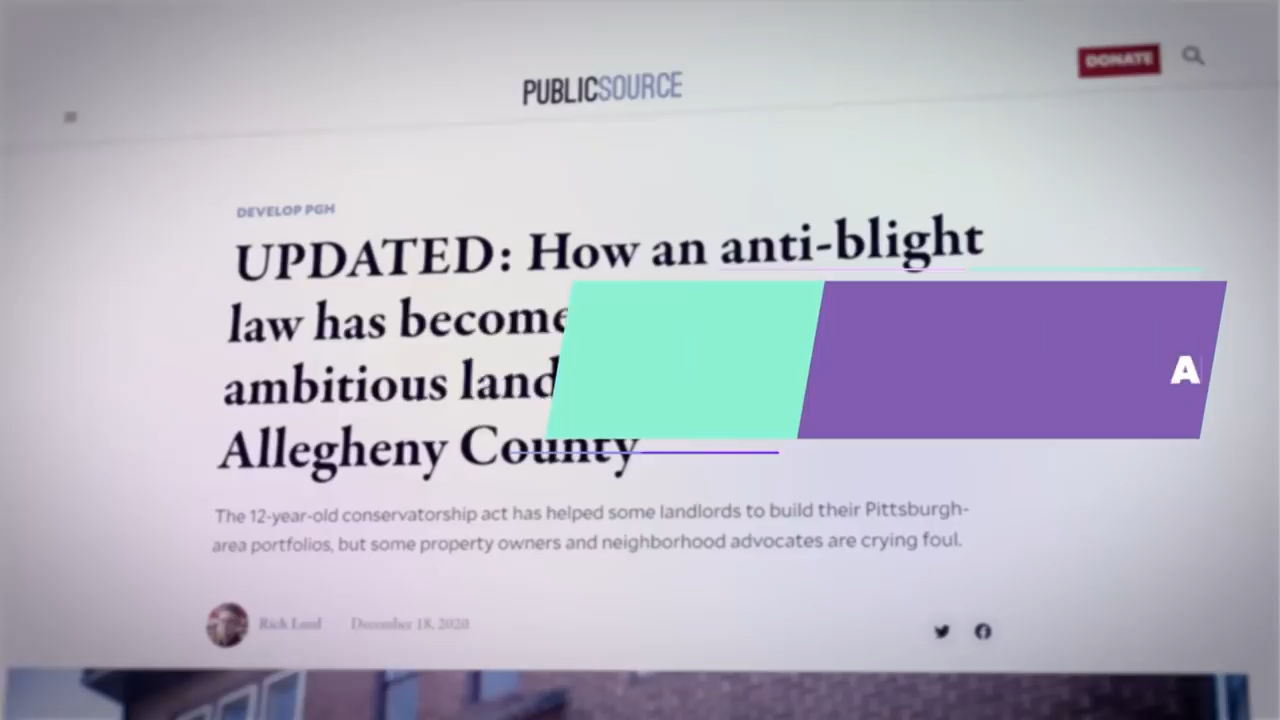 PUBLICSOURCE
DONATE
DEVELOP PGH
UPDATED: How an anti-blight
law has become
ambitious land
Allegheny County
A
The 12-year-old conservatorship act has helped some landlords to build their Pittsburgh-
area portfolios, but some property owners and neighborhood advocates are crying foul.
Rich Lord
December 18, 2020